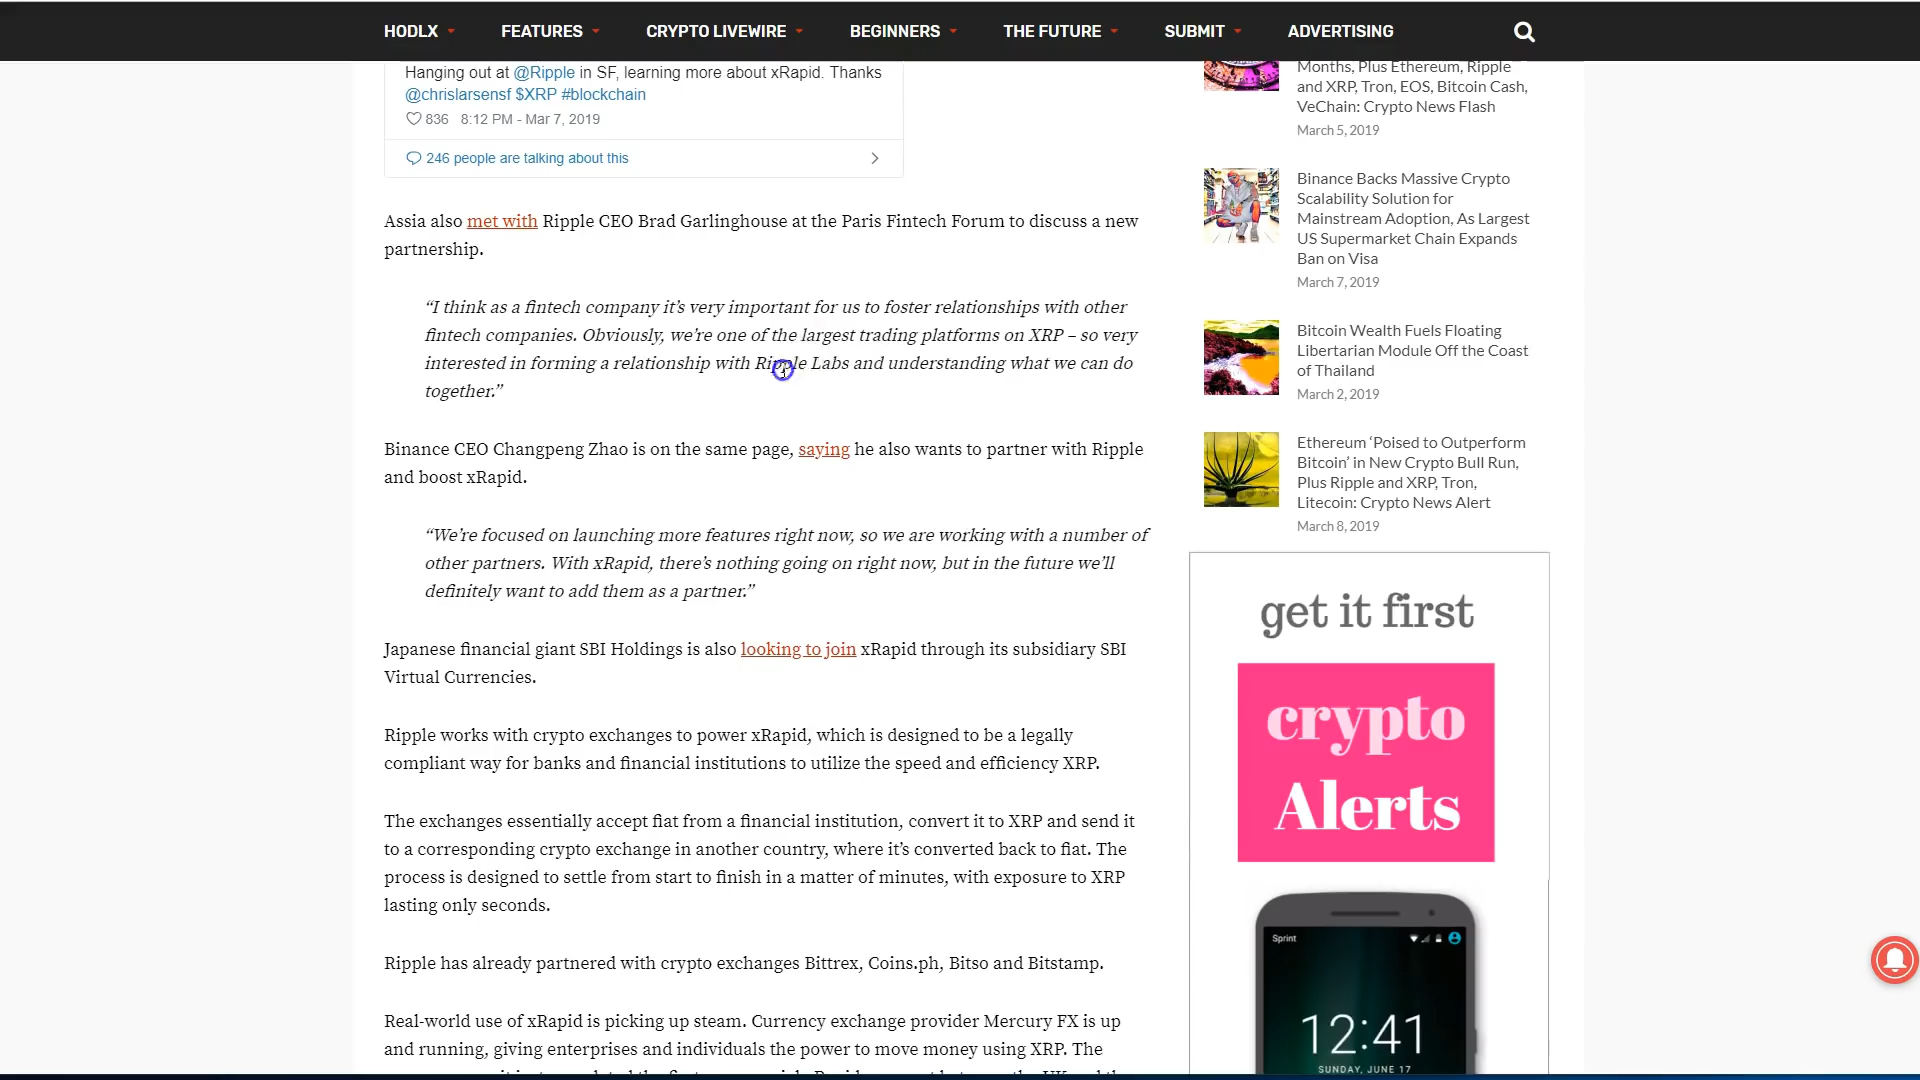 HODLX FEATURES CRYPTO LIVEWIRE BEGINNERS THE FUTURE SUBMIT ADVERTISING
Hanging out at @Ripple in SF, learning more about xRapid. Thanks
@chrislarsensf $XRP #blockchain
836 8:12 PM - Mar 7, 2019
246 people are talking about this
Assia also met with Ripple CEO Brad Garlinghouse at the Paris Fintech Forum to discuss a new
partnership.
“I think as a fintech company it’s very important for us to foster relationships with other
fintech companies. Obviously, we’re one of the largest trading platforms on XRP – so very
interested in forming a relationship with Ripple Labs and understanding what we can do
together.”
Binance CEO Changpeng Zhao is on the same page, saying he also wants to partner with Ripple
and boost xRapid.
“We’re focused on launching more features right now, so we are working with a number of
other partners. With xRapid, there’s nothing going on right now, but in the future we’ll
definitely want to add them as a partner.”
Japanese financial giant SBI Holdings is also looking to join xRapid through its subsidiary SBI
Virtual Currencies.
Ripple works with crypto exchanges to power xRapid, which is designed to be a legally
compliant way for banks and financial institutions to utilize the speed and efficiency XRP.
The exchanges essentially accept fiat from a financial institution, convert it to XRP and send it
to a corresponding crypto exchange in another country, where it’s converted back to fiat. The
process is designed to settle from start to finish in a matter of minutes, with exposure to XRP
lasting only seconds.
Ripple has already partnered with crypto exchanges Bittrex, Coins.ph, Bitso and Bitstamp.
Real-world use of xRapid is picking up steam. Currency exchange provider Mercury FX is up
and running, giving enterprises and individuals the power to move money using XRP. The
Months, Plus Ethereum, Ripple
and XRP, Tron, EOS, Bitcoin Cash,
VeChain: Crypto News Flash
March 5, 2019
Binance Backs Massive Crypto
Scalability Solution for
Mainstream Adoption, As Largest
US Supermarket Chain Expands
Ban on Visa
March 7, 2019
Bitcoin Wealth Fuels Floating
Libertarian Module Off the Coast
of Thailand
March 2, 2019
Ethereum ‘Poised to Outperform
Bitcoin’ in New Crypto Bull Run,
Plus Ripple and XRP, Tron,
Litecoin: Crypto News Alert
March 8, 2019
get it first
crypto
Alerts
Sprint
12:41
SUNDAY, JUNE 17